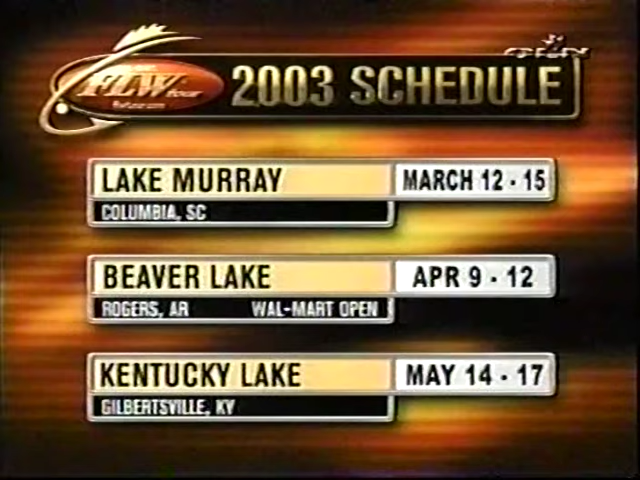 FLW tour
OLN
2003 SCHEDULE
LAKE MURRAY
MARCH 12 - 15
COLUMBIA, SC
BEAVER LAKE
APR 9 - 12
ROGERS, AR WAL-MART OPEN
KENTUCKY LAKE
MAY 14 - 17
GILBERTSVILLE, KY